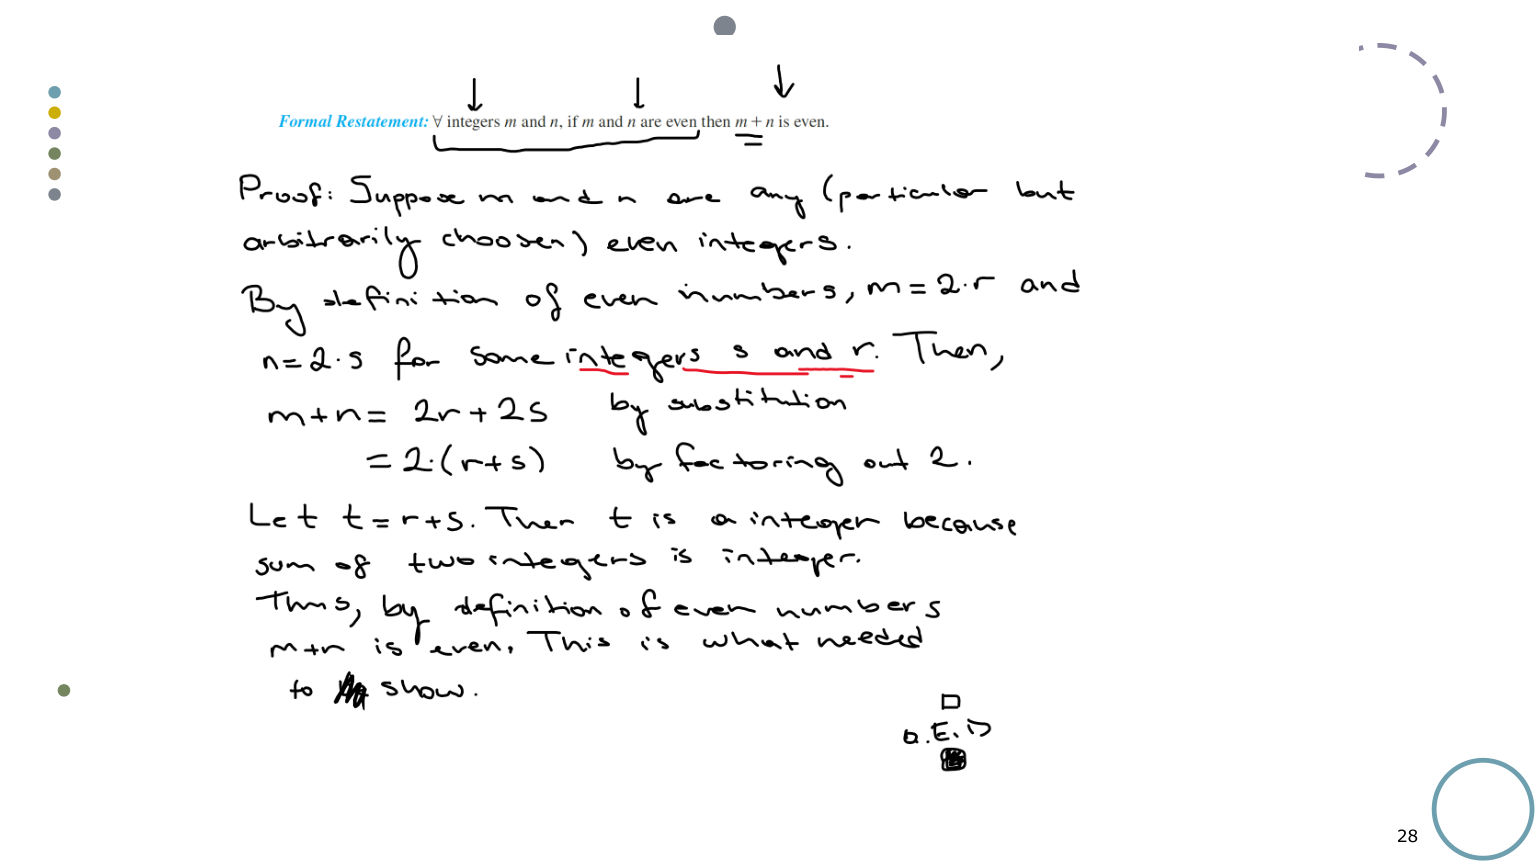 Formal Restatement: ∀ integers m and n, if m and n are even then m + n is even.
Proof: Suppose m and n are any (particular but
arbitrarily choosen) even integers.
By definition of even numbers, m = 2·r and
n = 2·s for some integers s and r. Then,
m+n = 2r + 2s by substitution
= 2·(r+s) by factoring out 2.
Let t = r+s. Then t is a integer because
sum of two integers is integer.
Thus, by definition of even numbers
m+n is even. This is what needed
to show.
□
Q.E.D
28